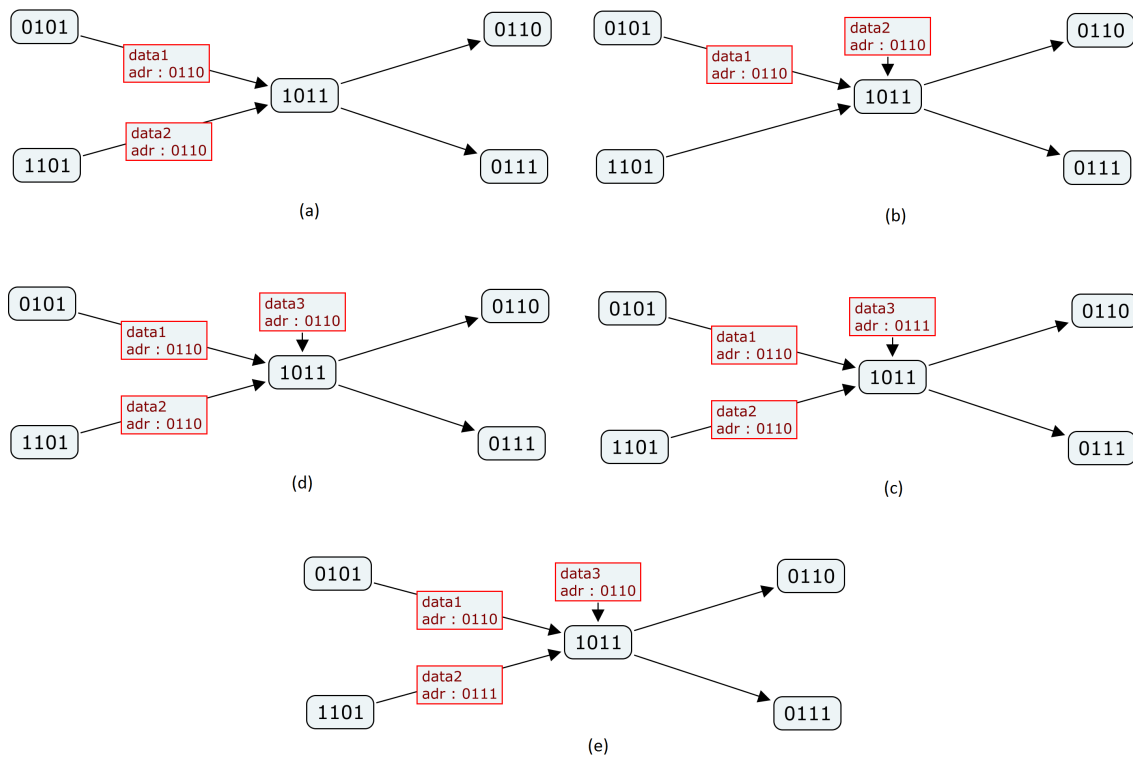 0101
data1
adr : 0110
1011
0110
data2
adr : 0110
1101
0111
(a)
0101
data1
adr : 0110
data2
adr : 0110
1011
0110
1101
0111
(b)
0101
data1
adr : 0110
data3
adr : 0110
1011
0110
data2
adr : 0110
1101
0111
(d)
0101
data1
adr : 0110
data3
adr : 0111
1011
0110
data2
adr : 0110
1101
0111
(c)
0101
data1
adr : 0110
data3
adr : 0110
1011
0110
data2
adr : 0111
1101
0111
(e)